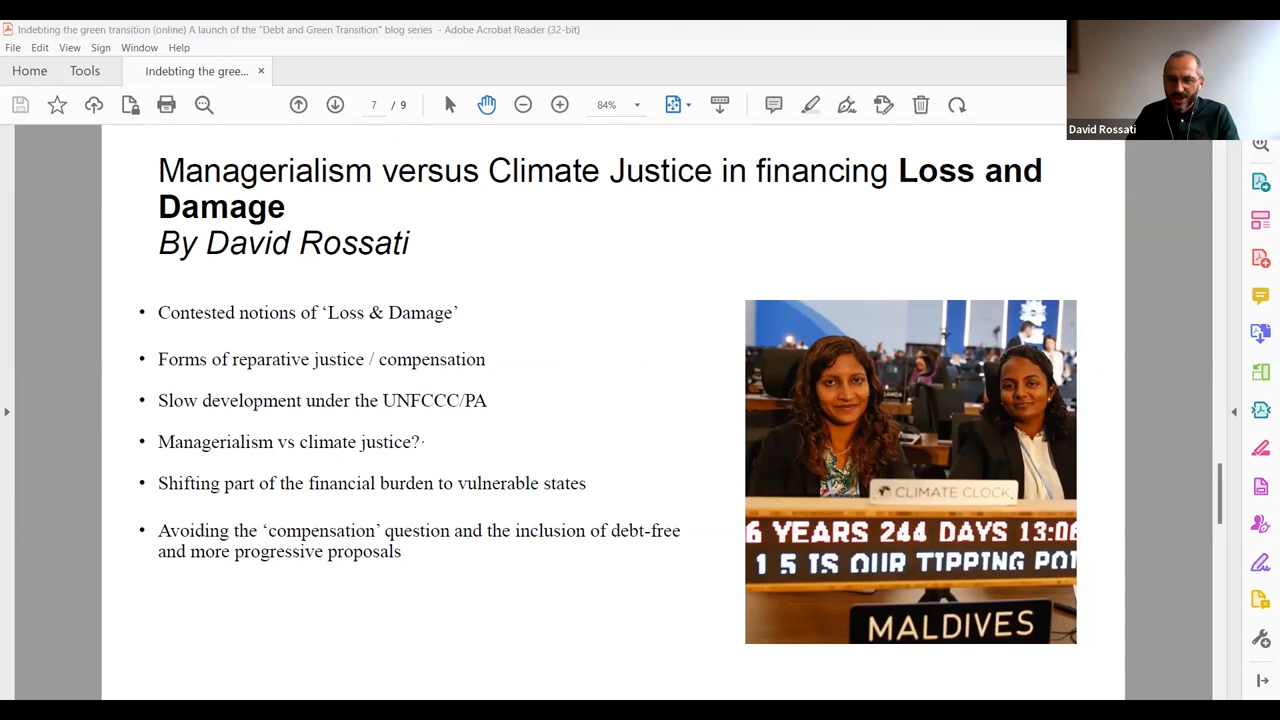 Indebting the green transition (online) A launch of the "Debt and Green Transition" blog series - Adobe Acrobat Reader (32-bit)
File Edit View Sign Window Help
Home Tools Indebting the gree... ×
7 / 9 84%
David Rossati
Managerialism versus Climate Justice in financing Loss and
Damage
By David Rossati
• Contested notions of ‘Loss & Damage’
• Forms of reparative justice / compensation
• Slow development under the UNFCCC/PA
• Managerialism vs climate justice?
• Shifting part of the financial burden to vulnerable states
• Avoiding the ‘compensation’ question and the inclusion of debt-free
and more progressive proposals
CLIMATE CLOCK
6 YEARS 244 DAYS 13:06
1 5 IS OUR TIPPING POI
MALDIVES